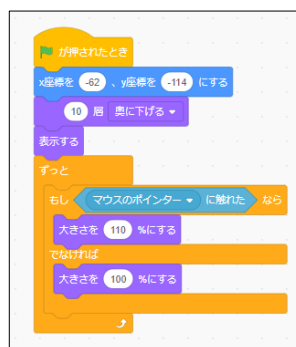 が押されたとき
x座標を -62 、y座標を -114 にする
10 層 奥に下げる
表示する
ずっと
もし マウスのポインター に触れた なら
大きさを 110 %にする
でなければ
大きさを 100 %にする